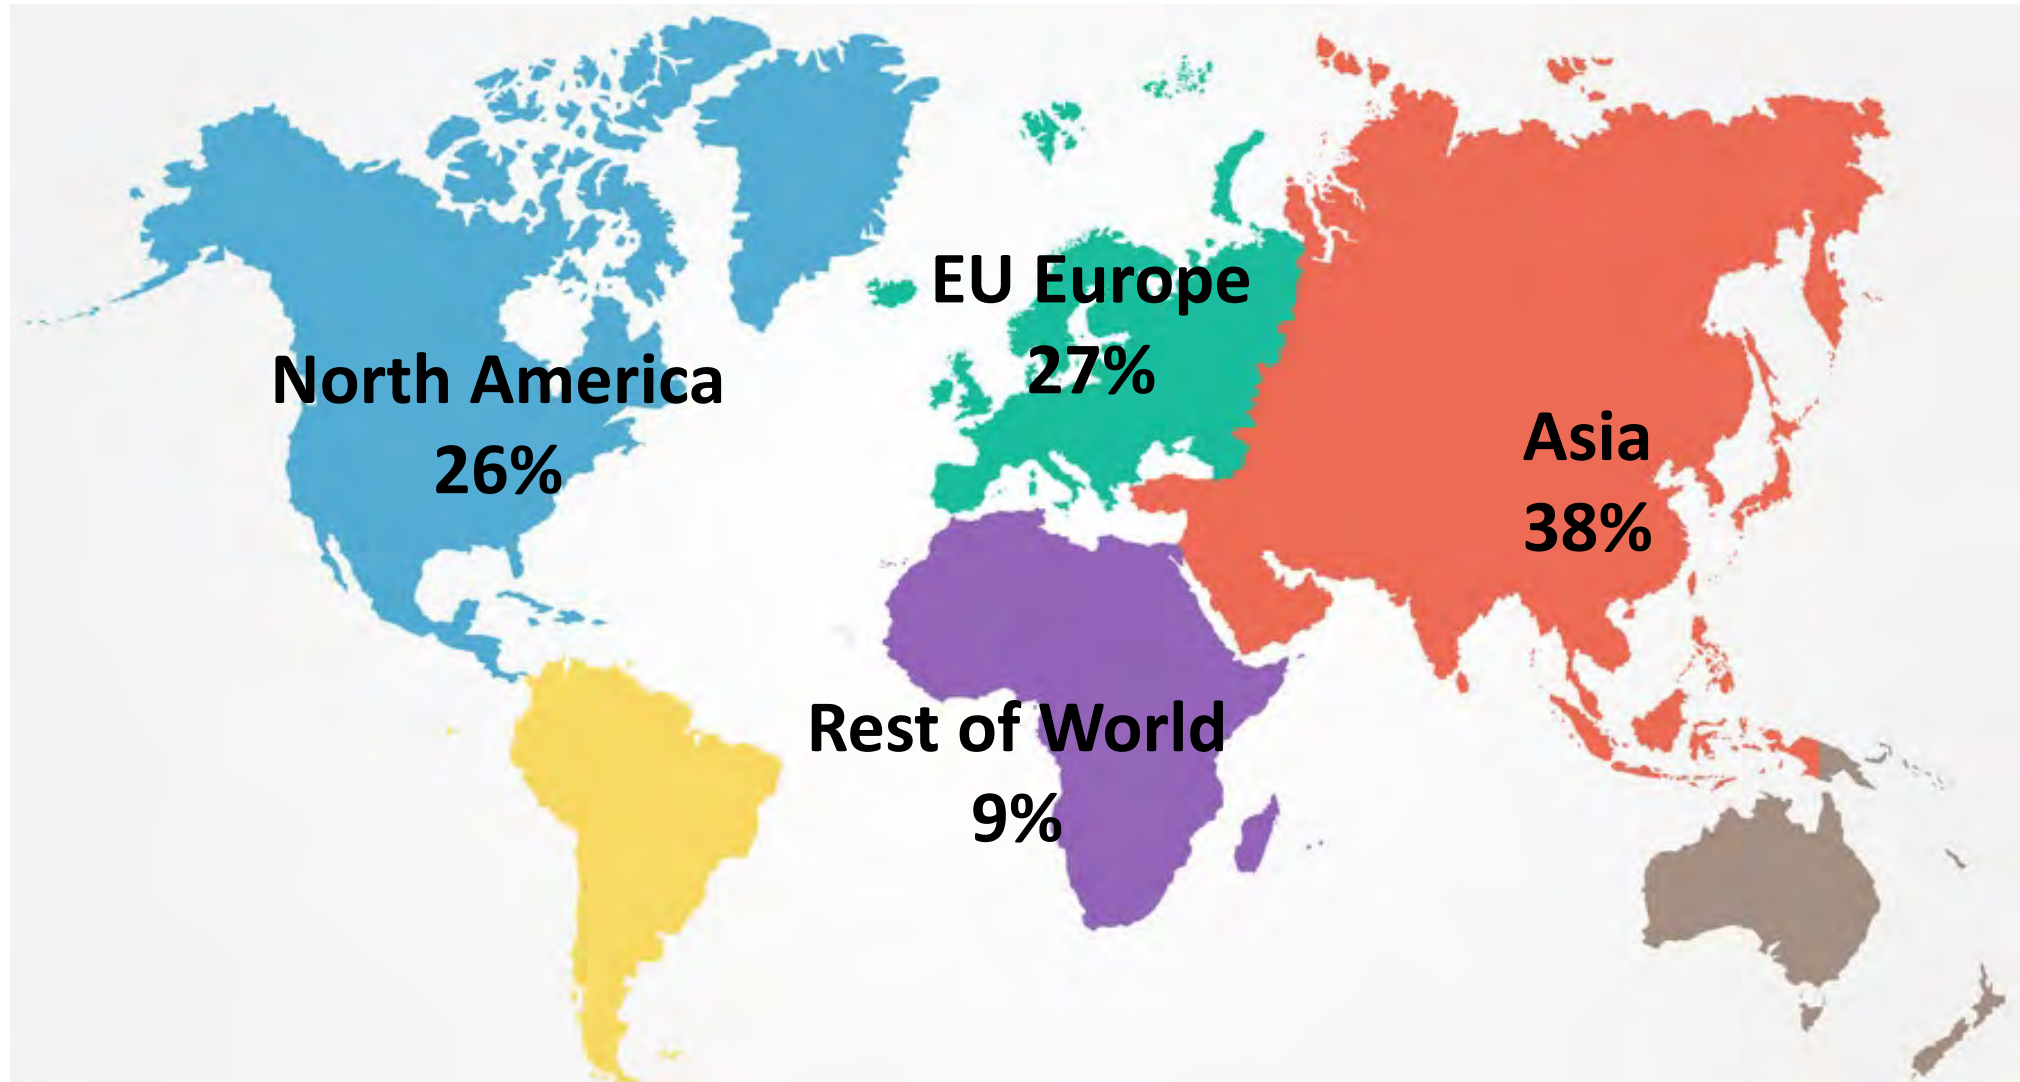 EU Europe
27%
North America
26%
Asia
38%
Rest of World
9%